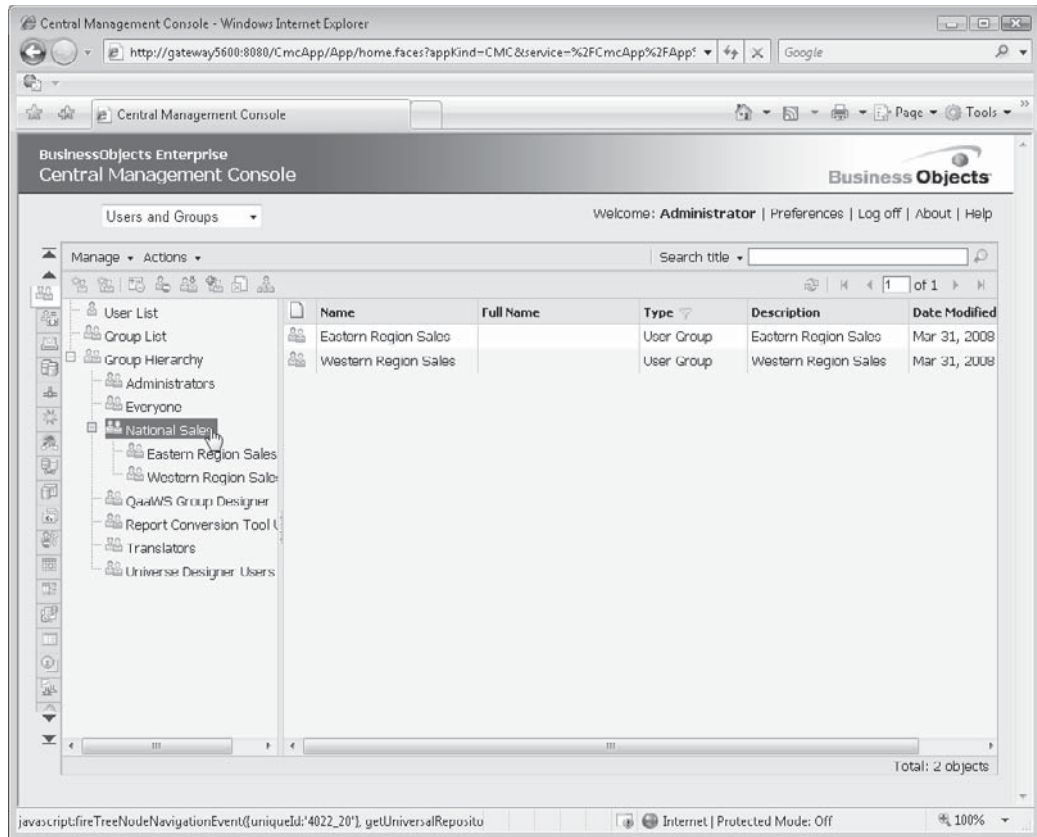 Central Management Console - Windows Internet Explorer
http://gateway5600:8080/CmcApp/App/home.faces?appKind=CMC&service=%2FCmcApp%2FApp
Google
Central Management Console
Page Tools
BusinessObjects Enterprise
Central Management Console
Business Objects
Users and Groups
Welcome: Administrator | Preferences | Log off | About | Help
Manage Actions
Search title
1 of 1
User List
Group List
Group Hierarchy
Administrators
Everyone
National Sales
Eastern Region Sales
Western Region Sale
QaaWS Group Designer
Report Conversion Tool
Translators
Universe Designer Users
Name Full Name Type Description Date Modified
Eastern Region Sales User Group Eastern Region Sales Mar 31, 2008
Western Region Sales User Group Western Region Sales Mar 31, 2008
Total: 2 objects
javascript:fireTreeNodeNavigationEvent({uniqueId:'4022_20'}, getUniversalReposito
Internet | Protected Mode: Off
100%